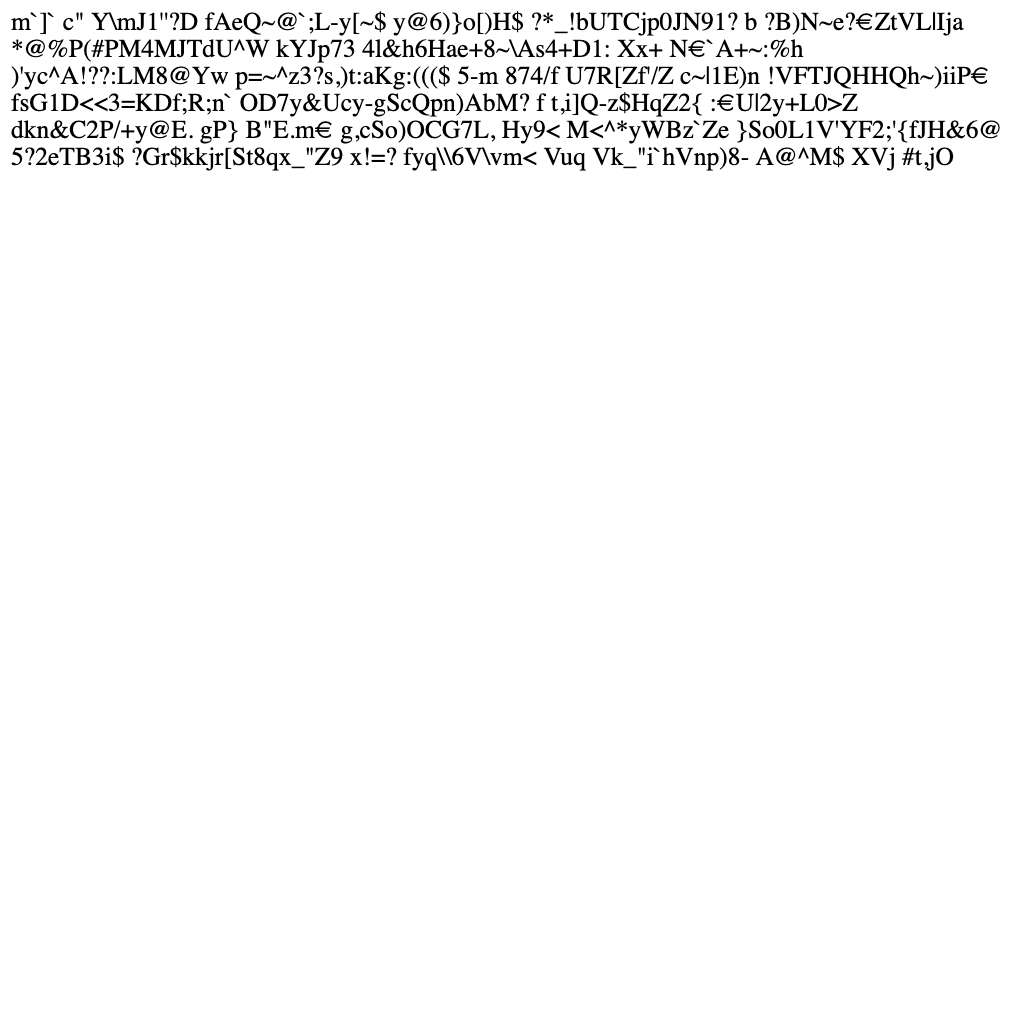 m`]` c" Y\mJ1"?D fAeQ~@`;L-y[~$ y@6)}o[)H$ ?*_!bUTCjp0JN91? b ?B)N~e?€ZtVL|Ija
*@%P(#PM4MJTdU^W kYJp73 4l&h6Hae+8~\As4+D1: Xx+ N€`A+~:%h
)'yc^A!??:LM8@Yw p=~^z3?s,)t:aKg:((($ 5-m 874/f U7R[Zf'/Z c~|1E)n !VFTJQHHQh~)iiP€
fsG1D<<3=KDf;R;n` OD7y&Ucy-gScQpn)AbM? f t,i]Q-z$HqZ2{ :€U|2y+L0>Z
dkn&C2P/+y@E. gP} B"E.m€ g,cSo)OCG7L, Hy9< M<^*yWBz`Ze }So0L1V'YF2;'{fJH&6@
5?2eTB3i$ ?Gr$kkjr[St8qx_"Z9 x!=? fyq\\6V\vm< Vuq Vk_"i`hVnp)8- A@^M$ XVj #t,jO